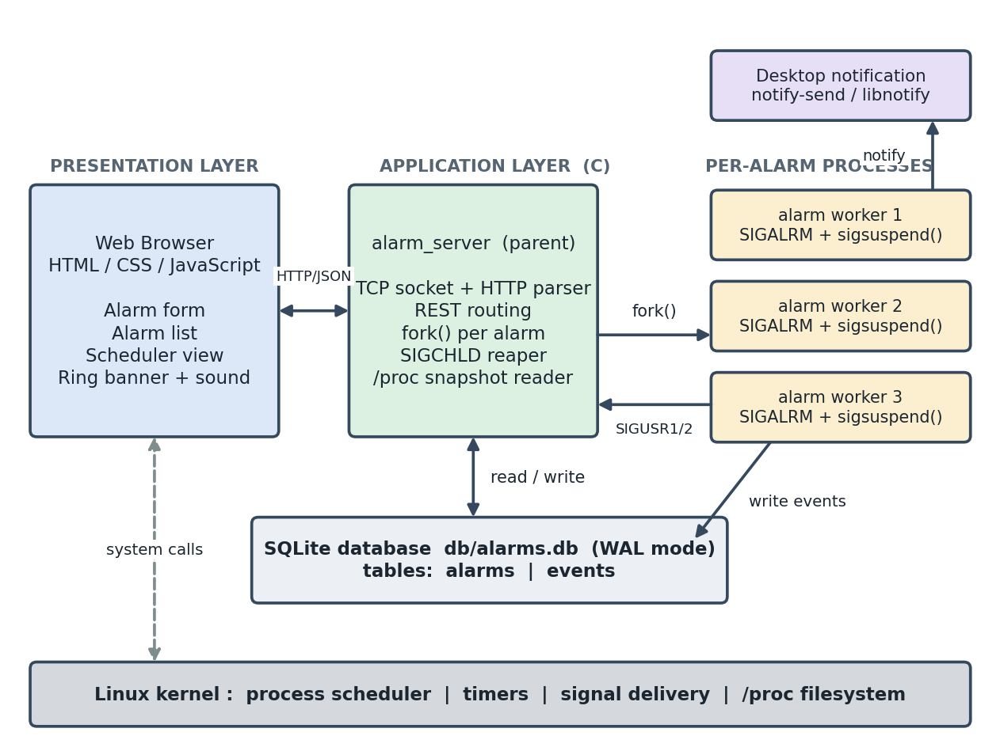 Desktop notification
notify-send / libnotify
notify
PRESENTATION LAYER
APPLICATION LAYER  (C)
PER-ALARM PROCESSES
Web Browser
HTML / CSS / JavaScript
Alarm form
Alarm list
Scheduler view
Ring banner + sound
HTTP/JSON
alarm_server  (parent)
TCP socket + HTTP parser
REST routing
fork() per alarm
SIGCHLD reaper
/proc snapshot reader
fork()
SIGUSR1/2
alarm worker 1
SIGALRM + sigsuspend()
alarm worker 2
SIGALRM + sigsuspend()
alarm worker 3
SIGALRM + sigsuspend()
read / write
write events
system calls
SQLite database  db/alarms.db  (WAL mode)
tables:  alarms  |  events
Linux kernel :  process scheduler  |  timers  |  signal delivery  |  /proc filesystem